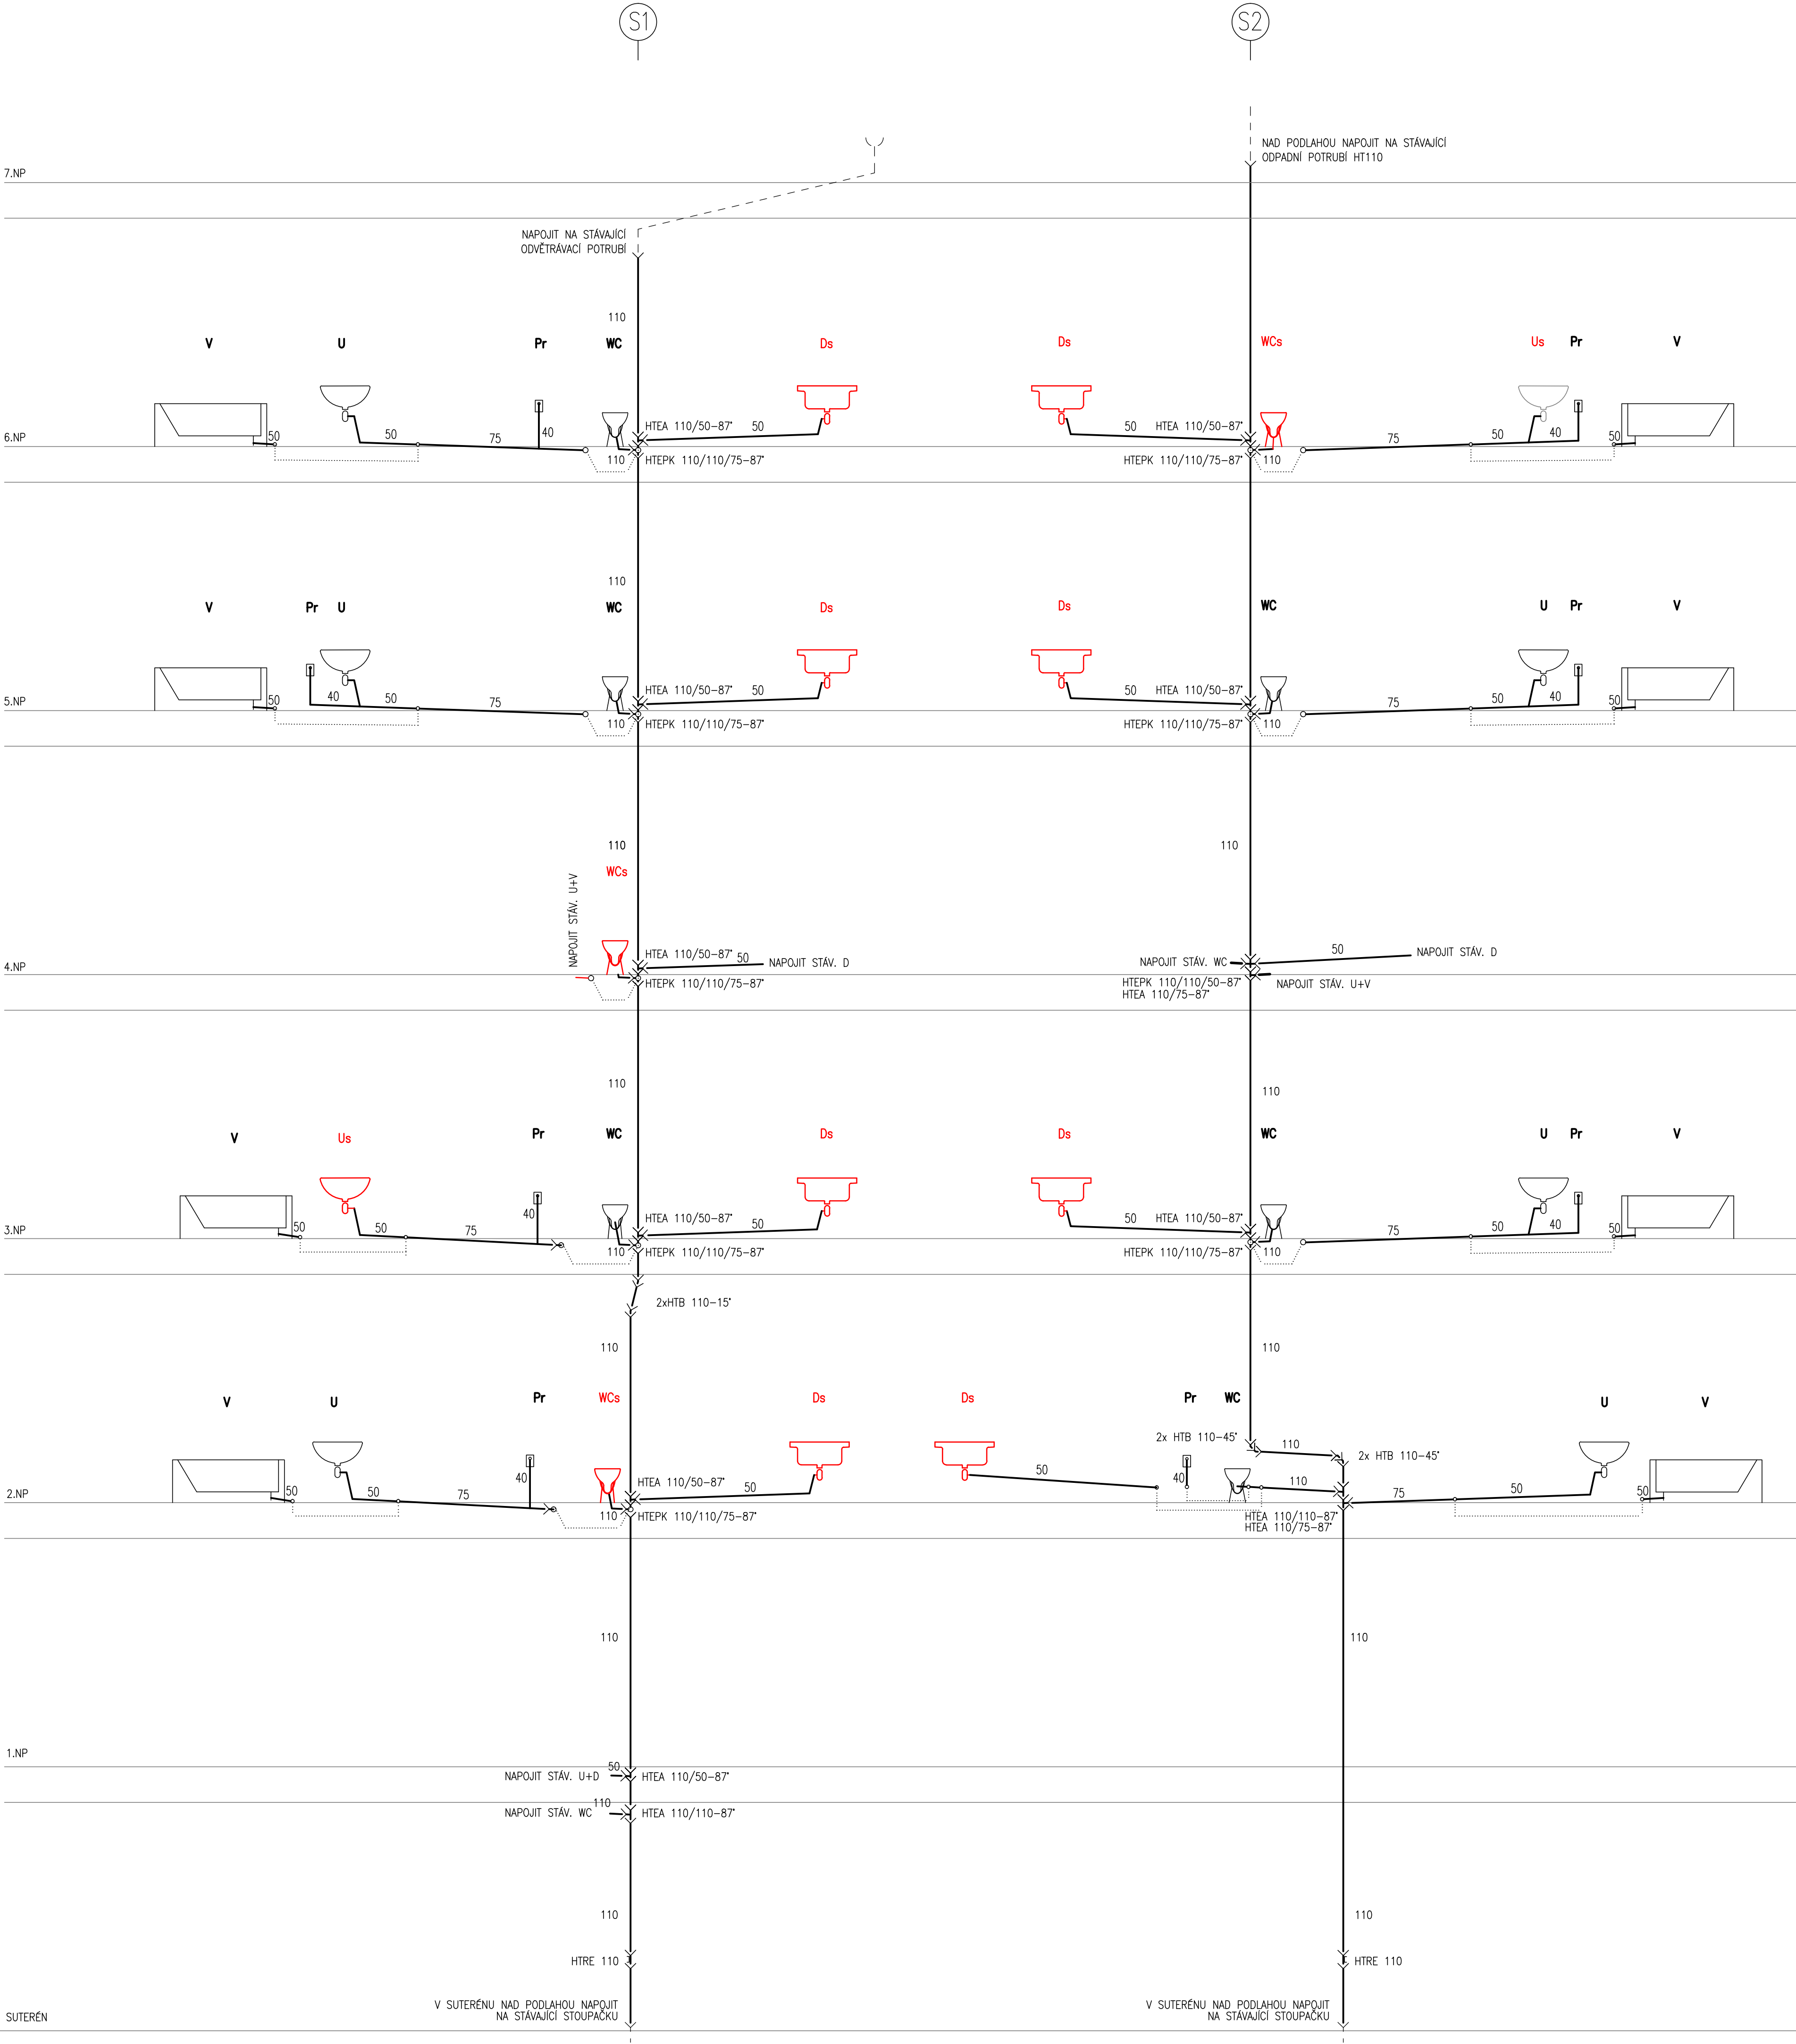 S1 S2
NAD PODLAHOU NAPOJIT NA STÁVAJÍCÍ
ODPADNÍ POTRUBÍ HT110
7.NP
NAPOJIT NA STÁVAJÍCÍ
ODVĚTRÁVACÍ POTRUBÍ
110
V U Pr WC Ds Ds WCs Us Pr V
50 50 75 40 HTEA 110/50-87° 50 50 HTEA 110/50-87° 75 50 40 50
6.NP
110 HTEPK 110/110/75-87° HTEPK 110/110/75-87° 110
110
V Pr U WC Ds Ds WC U Pr V
50 40 50 75 HTEA 110/50-87° 50 50 HTEA 110/50-87° 75 50 40 50
5.NP
110 HTEPK 110/110/75-87° HTEPK 110/110/75-87° 110
110 110
WCs
NAPOJIT STÁV. U+V
HTEA 110/50-87° 50 NAPOJIT STÁV. D NAPOJIT STÁV. WC 50 NAPOJIT STÁV. D
4.NP
HTEPK 110/110/75-87° HTEPK 110/110/50-87° NAPOJIT STÁV. U+V
HTEA 110/75-87°
110 110
V Us Pr WC Ds Ds WC U Pr V
50 50 75 40 HTEA 110/50-87° 50 50 HTEA 110/50-87° 75 50 40 50
3.NP
110 HTEPK 110/110/75-87° HTEPK 110/110/75-87° 110
2xHTB 110-15°
110 110
V U Pr WCs Ds Ds Pr WC U V
2x HTB 110-45° 110 2x HTB 110-45°
50 50 75 40 HTEA 110/50-87° 50 50 40 110 75 50 50
2.NP
110 HTEPK 110/110/75-87° HTEA 110/110-87°
HTEA 110/75-87°
110 110
1.NP
50
NAPOJIT STÁV. U+D HTEA 110/50-87°
110
NAPOJIT STÁV. WC HTEA 110/110-87°
110 110
HTRE 110 HTRE 110
V SUTERÉNU NAD PODLAHOU NAPOJIT V SUTERÉNU NAD PODLAHOU NAPOJIT
NA STÁVAJÍCÍ STOUPAČKU NA STÁVAJÍCÍ STOUPAČKU
SUTERÉN